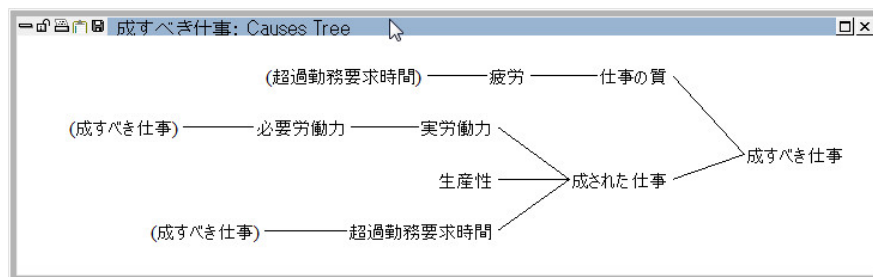 成すべき仕事: Causes Tree
(超過勤務要求時間) 疲労 仕事の質
(成すべき仕事) 必要労働力 実労働力
成すべき仕事
生産性 成された仕事
(成すべき仕事) 超過勤務要求時間